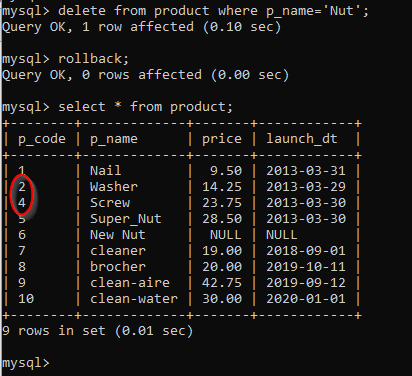 mysql> delete from product where p_name='Nut';
Query OK, 1 row affected (0.10 sec)
mysql> rollback;
Query OK, 0 rows affected (0.00 sec)
mysql> select * from product;
+--------+-------------+-------+------------+
| p_code | p_name      | price | launch_dt  |
+--------+-------------+-------+------------+
| 1      | Nail        |  9.50 | 2013-03-31 |
| 2      | Washer      | 14.25 | 2013-03-29 |
| 4      | Screw       | 23.75 | 2013-03-30 |
| 5      | Super_Nut   | 28.50 | 2013-03-30 |
| 6      | New Nut     |  NULL | NULL       |
| 7      | cleaner     | 19.00 | 2018-09-01 |
| 8      | brocher     | 20.00 | 2019-10-11 |
| 9      | clean-aire  | 42.75 | 2019-09-12 |
| 10     | clean-water | 30.00 | 2020-01-01 |
+--------+-------------+-------+------------+
9 rows in set (0.01 sec)
mysql>